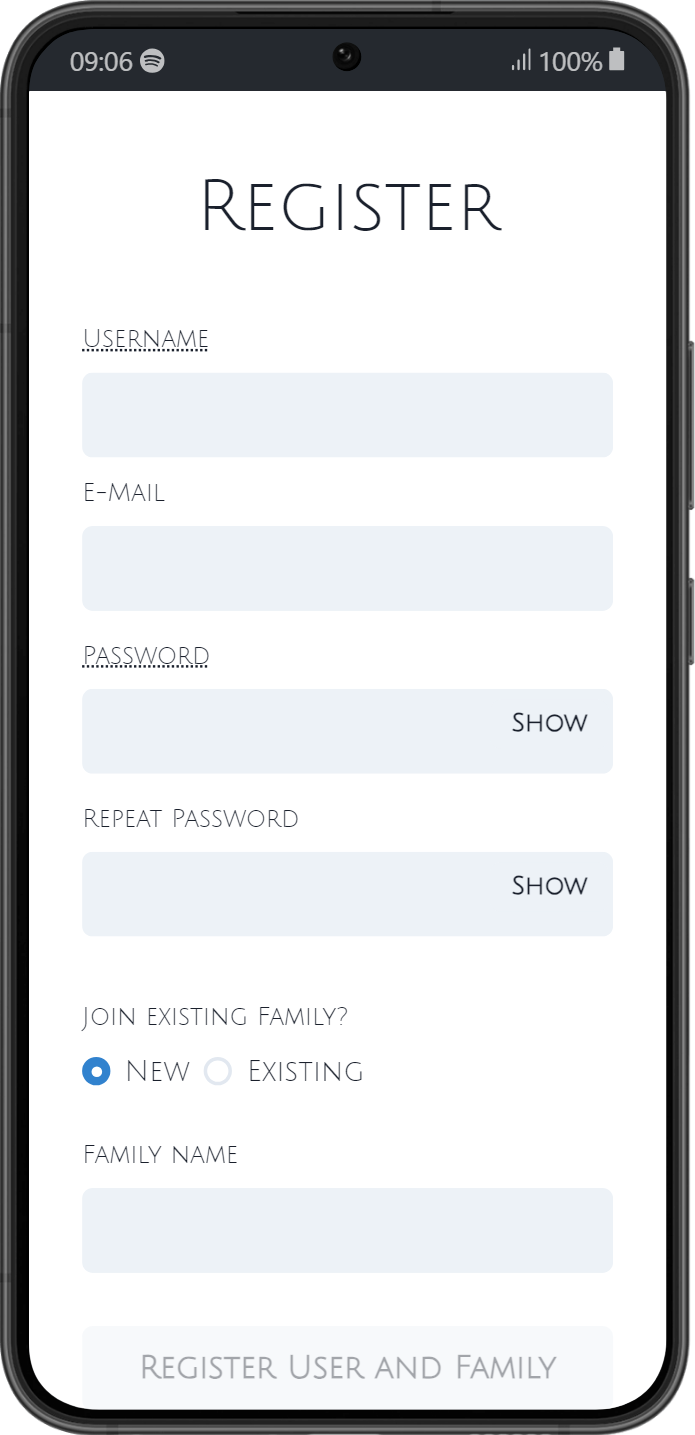 09:06 100%
Register
Username
E-Mail
Password
Show
Repeat Password
Show
Join existing Family?
New Existing
Family name
Register User and Family